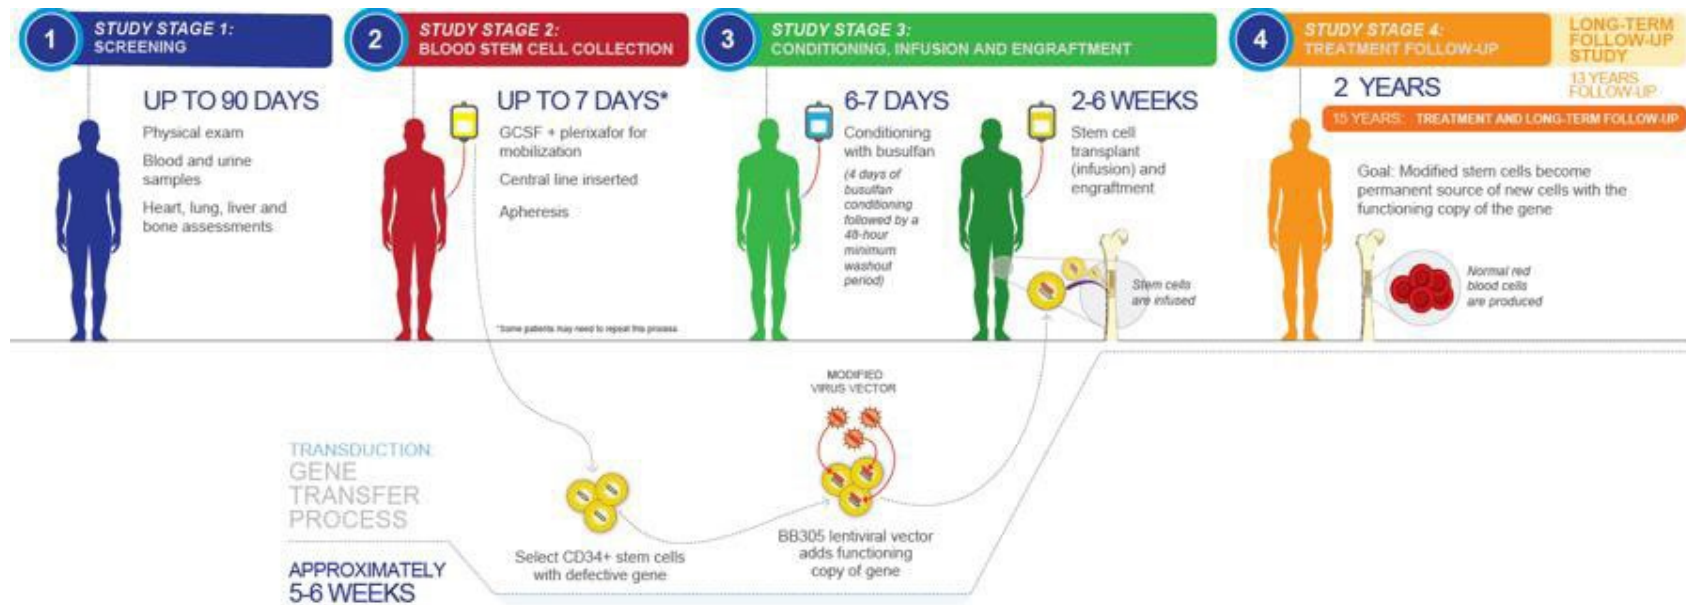 1
STUDY STAGE 1:
SCREENING
UP TO 90 DAYS
Physical exam
Blood and urine
samples
Heart, lung, liver and
bone assessments
2
STUDY STAGE 2:
BLOOD STEM CELL COLLECTION
UP TO 7 DAYS*
GCSF + plerixafor for
mobilization
Central line inserted
Apheresis
*Some patients may need to repeat this process
3
STUDY STAGE 3:
CONDITIONING, INFUSION AND ENGRAFTMENT
6-7 DAYS
Conditioning
with busulfan
(4 days of
busulfan
conditioning
followed by a
48-hour
minimum
washout
period)
2-6 WEEKS
Stem cell
transplant
(infusion) and
engraftment
Stem cells
are infused
4
STUDY STAGE 4:
TREATMENT FOLLOW-UP
2 YEARS
LONG-TERM
FOLLOW-UP
STUDY
13 YEARS
FOLLOW-UP
15 YEARS: TREATMENT AND LONG-TERM FOLLOW-UP
Goal: Modified stem cells become
permanent source of new cells with the
functioning copy of the gene
Normal red
blood cells
are produced
TRANSDUCTION:
GENE
TRANSFER
PROCESS
APPROXIMATELY
5-6 WEEKS
Select CD34+ stem cells
with defective gene
MODIFIED
VIRUS VECTOR
BB305 lentiviral vector
adds functioning
copy of gene